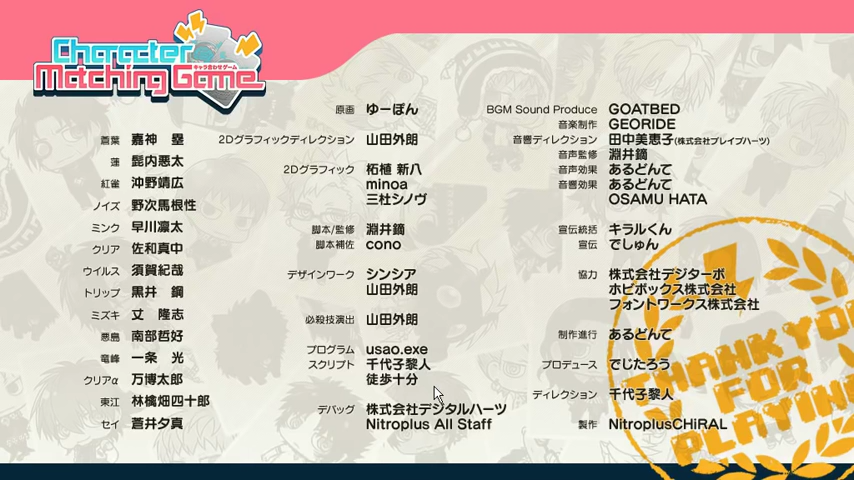 Character
キャラ合わせゲーム
Matching Game
蒼葉 嘉神 塁
蓮 髭内悪太
紅雀 沖野靖広
ノイズ 野次馬根性
ミンク 早川凛太
クリア 佐和真中
ウイルス 須賀紀哉
トリップ 黒井 鋼
ミズキ 丈 隆志
悪島 南部哲好
竜峰 一条 光
クリアα 万博太郎
東江 林檎畑四十郎
セイ 蒼井夕真
原画 ゆーぽん
2Dグラフィックディレクション 山田外朗
2Dグラフィック 柘植 新八
minoa
三杜シノヴ
脚本/監修 淵井鏑
脚本補佐 cono
デザインワーク シンシア
山田外朗
必殺技演出 山田外朗
プログラム usao.exe
スクリプト 千代子黎人
徒歩十分
デバッグ 株式会社デジタルハーツ
Nitroplus All Staff
BGM Sound Produce GOATBED
音楽制作 GEORIDE
音響ディレクション 田中美恵子(株式会社ブレイブハーツ)
音声監修 淵井鏑
音声効果 あるどんて
音響効果 あるどんて
OSAMU HATA
宣伝統括 キラルくん
宣伝 でしゅん
協力 株式会社デジターボ
ホビボックス株式会社
フォントワークス株式会社
制作進行 あるどんて
プロデュース でじたろう
ディレクション 千代子黎人
製作 NitroplusCHiRAL
THANK YOU
FOR
PLAYING